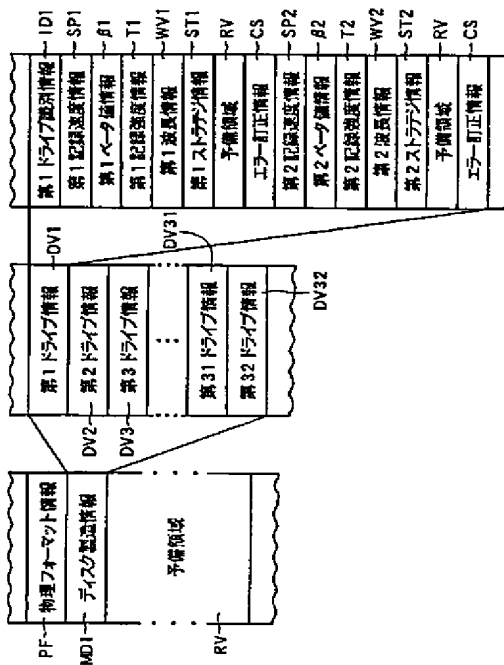 PF
物理フォーマット情報
MD1
ディスク製造情報
予備領域
RV
第1ドライブ情報
DV1
第2ドライブ情報
DV2
第3ドライブ情報
DV3
第31ドライブ情報
DV31
第32ドライブ情報
DV32
第1ドライブ識別情報
ID1
第1記録速度情報
SP1
第1ベータ値情報
β1
第1記録強度情報
T1
第1波長情報
WV1
第1ストラテジ情報
ST1
予備領域
RV
エラー訂正情報
CS
第2記録速度情報
SP2
第2ベータ値情報
β2
第2記録強度情報
T2
第2波長情報
WV2
第2ストラテジ情報
ST2
予備領域
RV
エラー訂正情報
CS